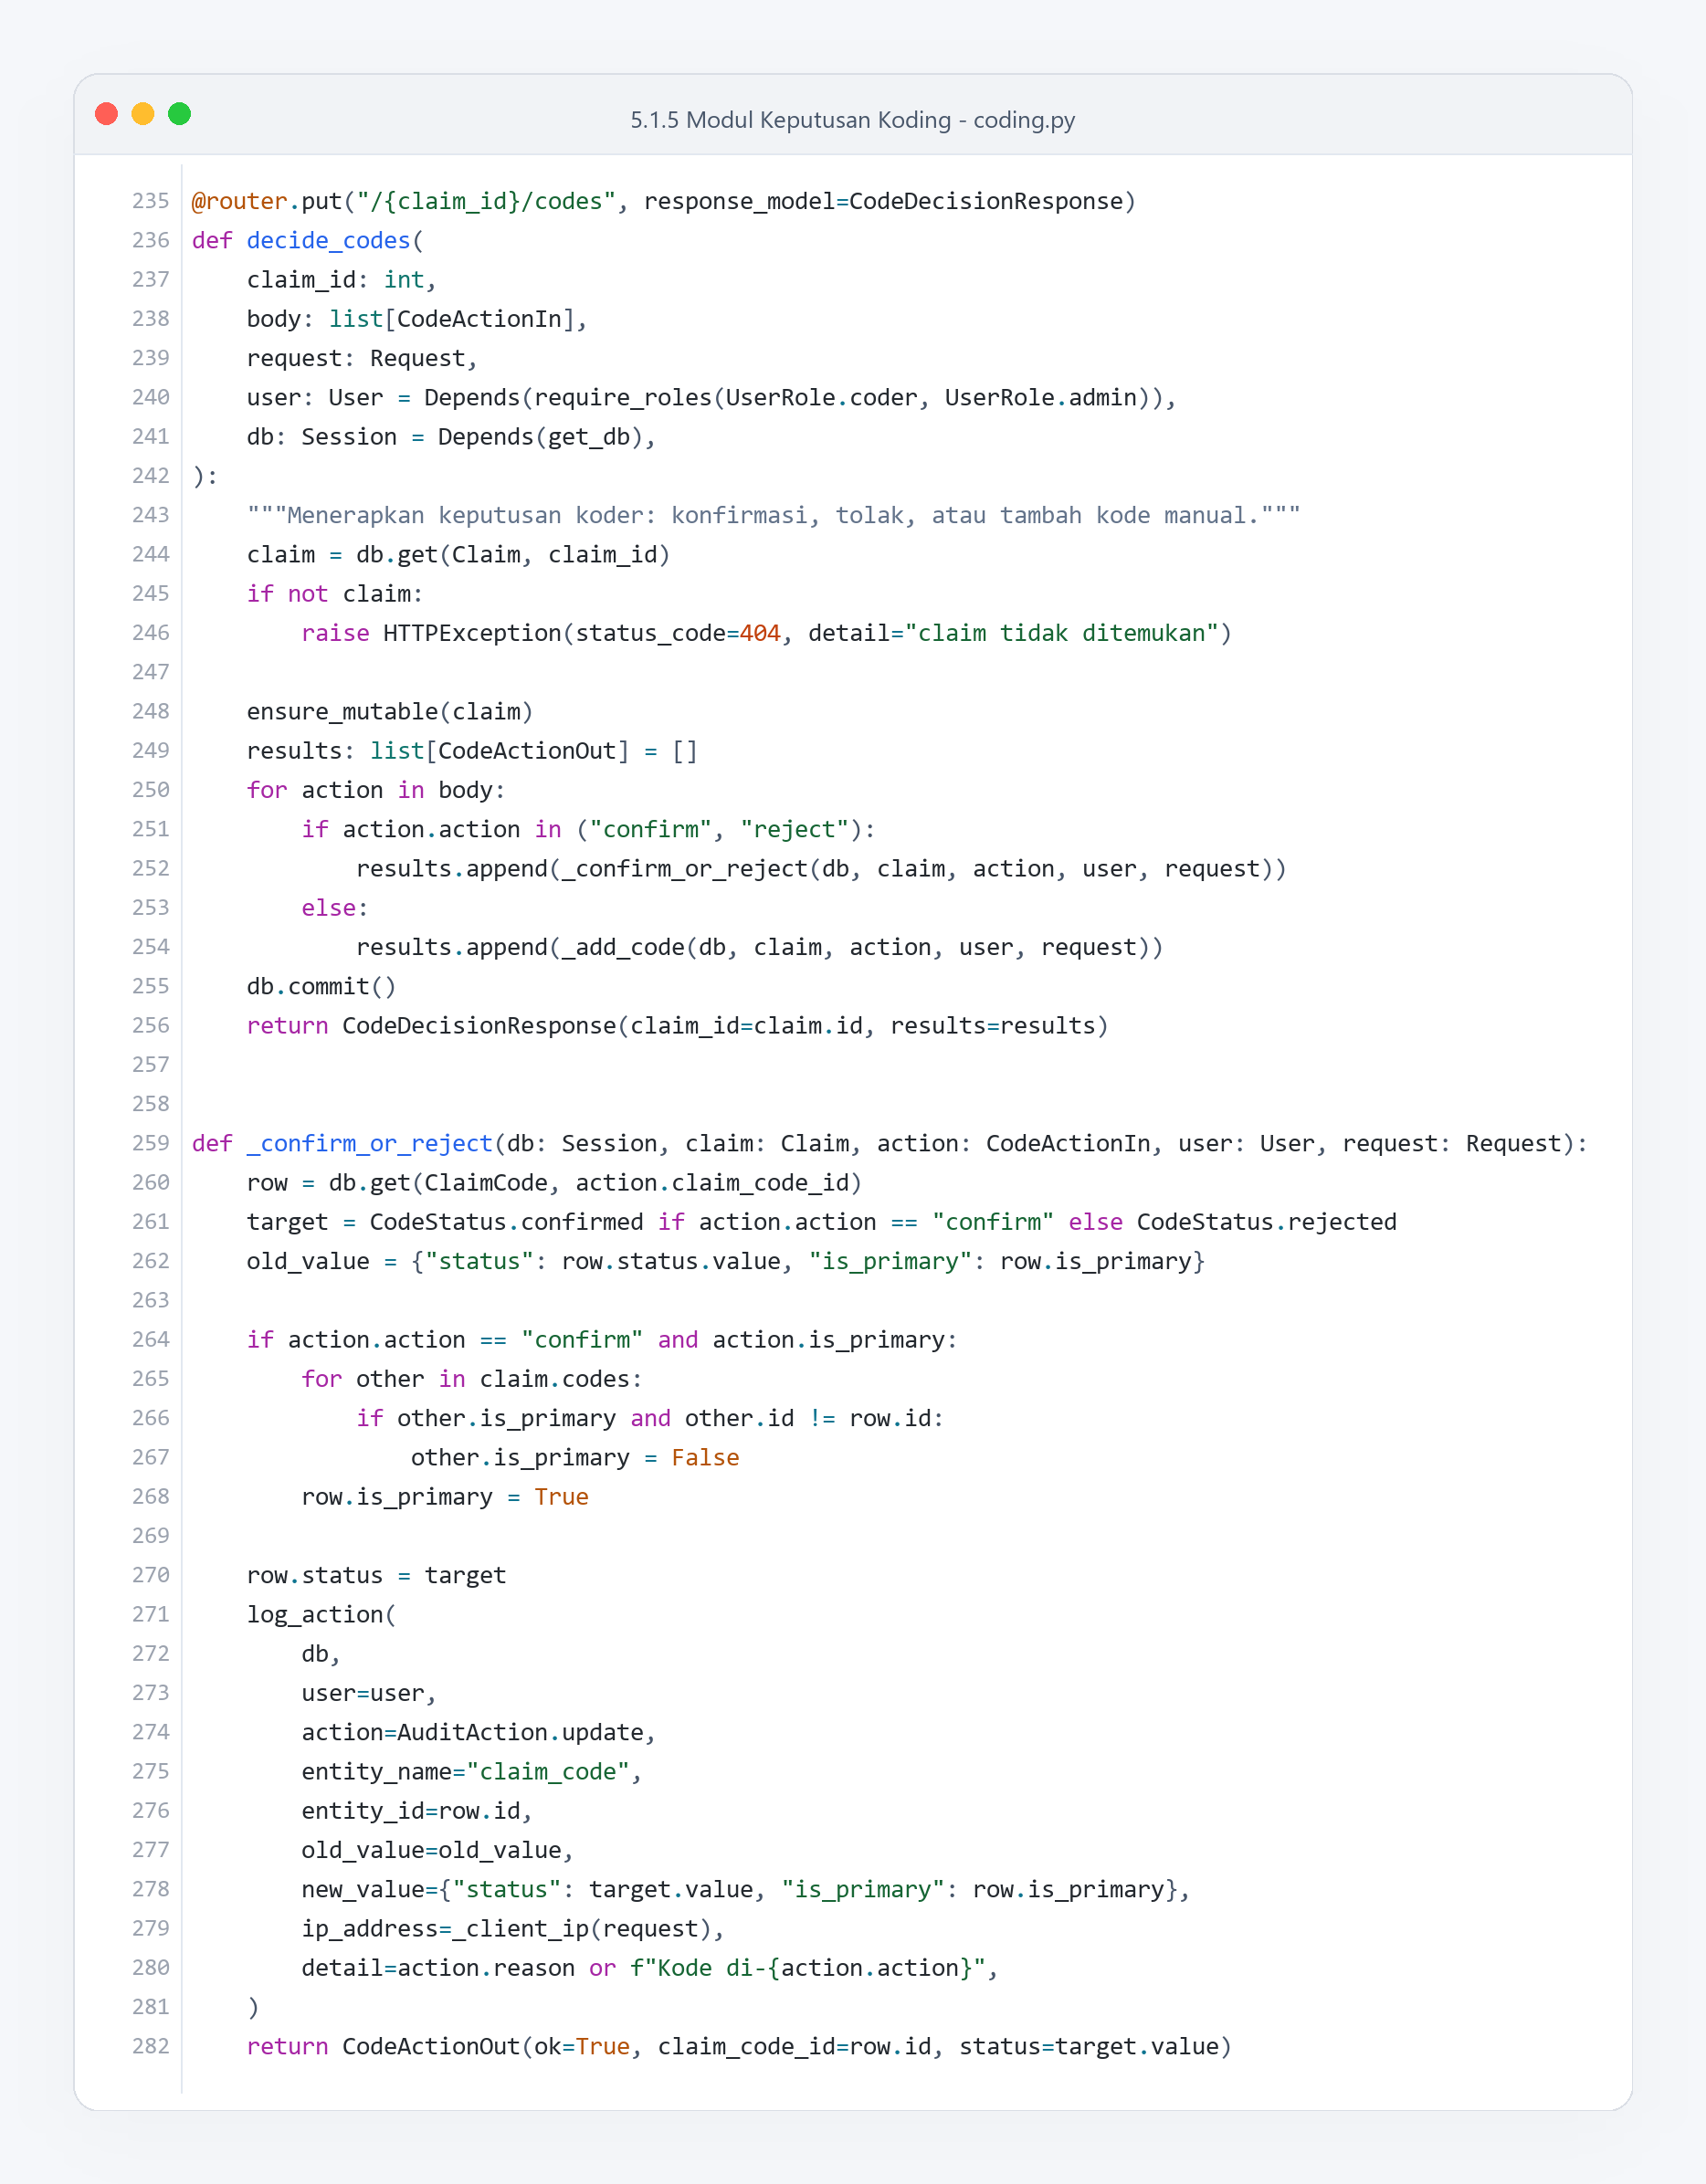 5.1.5 Modul Keputusan Koding - coding.py
235 @router.put("/{claim_id}/codes", response_model=CodeDecisionResponse)
236 def decide_codes(
237     claim_id: int,
238     body: list[CodeActionIn],
239     request: Request,
240     user: User = Depends(require_roles(UserRole.coder, UserRole.admin)),
241     db: Session = Depends(get_db),
242 ):
243     """Menerapkan keputusan koder: konfirmasi, tolak, atau tambah kode manual."""
244     claim = db.get(Claim, claim_id)
245     if not claim:
246         raise HTTPException(status_code=404, detail="claim tidak ditemukan")
247
248     ensure_mutable(claim)
249     results: list[CodeActionOut] = []
250     for action in body:
251         if action.action in ("confirm", "reject"):
252             results.append(_confirm_or_reject(db, claim, action, user, request))
253         else:
254             results.append(_add_code(db, claim, action, user, request))
255     db.commit()
256     return CodeDecisionResponse(claim_id=claim.id, results=results)
257
258
259 def _confirm_or_reject(db: Session, claim: Claim, action: CodeActionIn, user: User, request: Request):
260     row = db.get(ClaimCode, action.claim_code_id)
261     target = CodeStatus.confirmed if action.action == "confirm" else CodeStatus.rejected
262     old_value = {"status": row.status.value, "is_primary": row.is_primary}
263
264     if action.action == "confirm" and action.is_primary:
265         for other in claim.codes:
266             if other.is_primary and other.id != row.id:
267                 other.is_primary = False
268         row.is_primary = True
269
270     row.status = target
271     log_action(
272         db,
273         user=user,
274         action=AuditAction.update,
275         entity_name="claim_code",
276         entity_id=row.id,
277         old_value=old_value,
278         new_value={"status": target.value, "is_primary": row.is_primary},
279         ip_address=_client_ip(request),
280         detail=action.reason or f"Kode di-{action.action}",
281     )
282     return CodeActionOut(ok=True, claim_code_id=row.id, status=target.value)